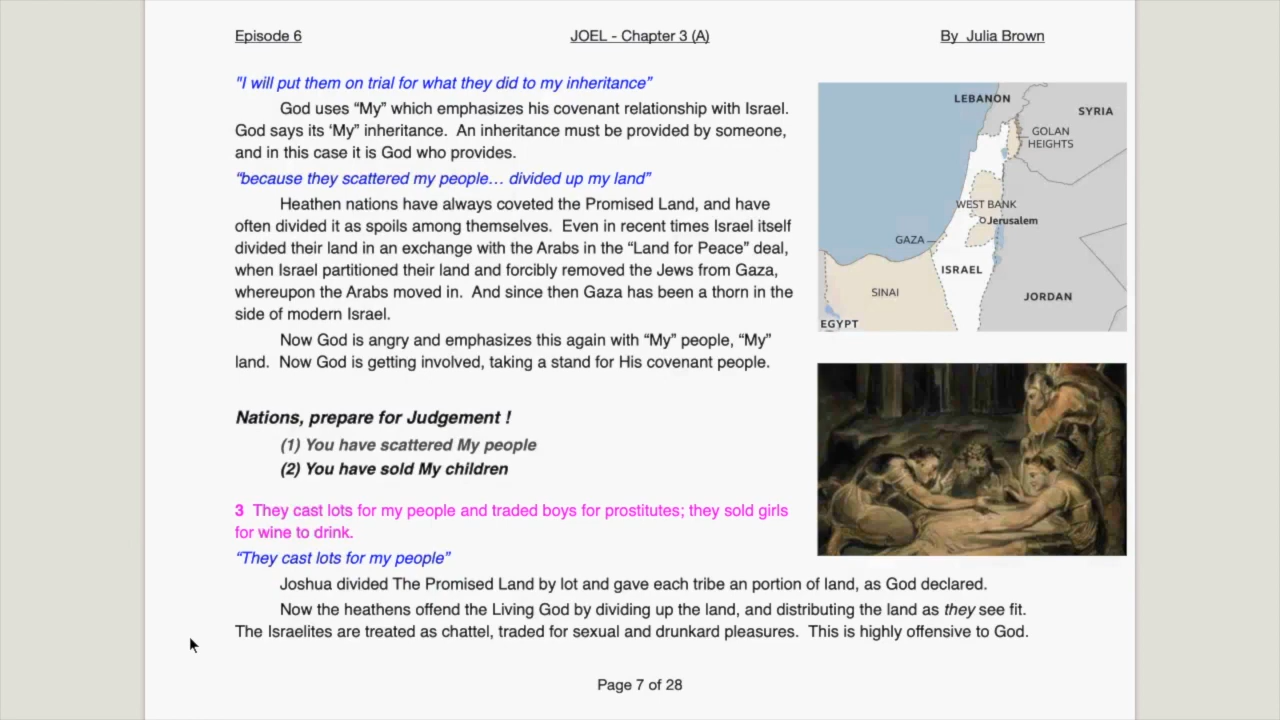 Episode 6
JOEL - Chapter 3 (A)
By Julia Brown
"I will put them on trial for what they did to my inheritance”
God uses “My” which emphasizes his covenant relationship with Israel.
God says its ‘My” inheritance. An inheritance must be provided by someone,
and in this case it is God who provides.
“because they scattered my people… divided up my land”
Heathen nations have always coveted the Promised Land, and have
often divided it as spoils among themselves. Even in recent times Israel itself
divided their land in an exchange with the Arabs in the “Land for Peace” deal,
when Israel partitioned their land and forcibly removed the Jews from Gaza,
whereupon the Arabs moved in. And since then Gaza has been a thorn in the
side of modern Israel.
Now God is angry and emphasizes this again with “My” people, “My”
land. Now God is getting involved, taking a stand for His covenant people.
Nations, prepare for Judgement !
(1) You have scattered My people
(2) You have sold My children
3 They cast lots for my people and traded boys for prostitutes; they sold girls
for wine to drink.
“They cast lots for my people”
Joshua divided The Promised Land by lot and gave each tribe an portion of land, as God declared.
Now the heathens offend the Living God by dividing up the land, and distributing the land as they see fit.
The Israelites are treated as chattel, traded for sexual and drunkard pleasures. This is highly offensive to God.
Page 7 of 28
LEBANON
SYRIA
GOLAN
HEIGHTS
WEST BANK
Jerusalem
GAZA
ISRAEL
SINAI
JORDAN
EGYPT